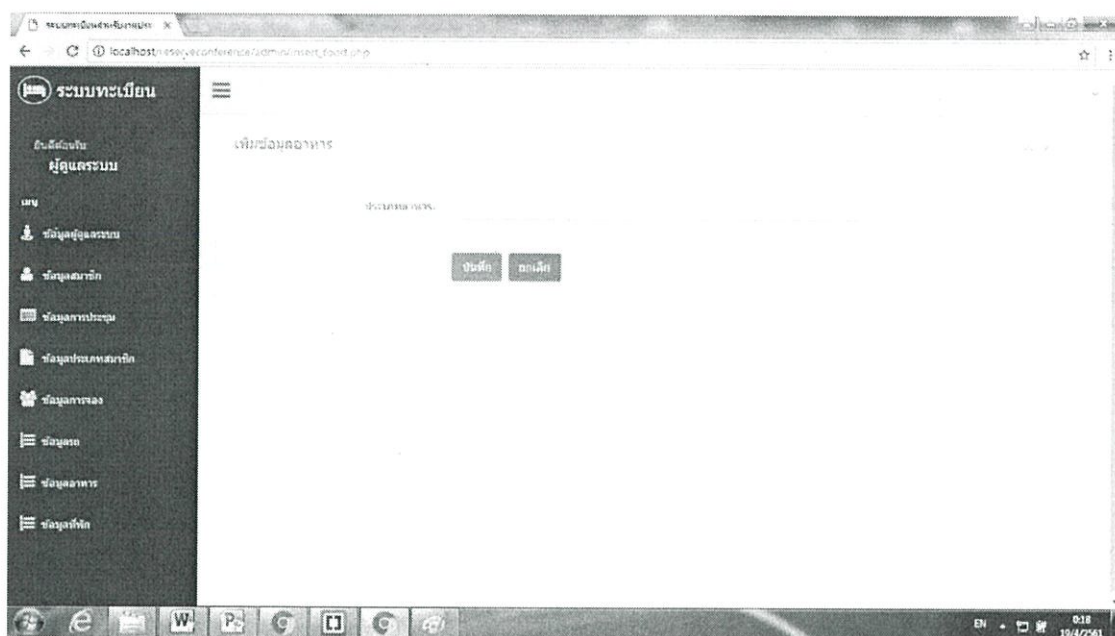 localhost/reserveconference/admin/insert_food.php
ระบบทะเบียน
ยินดีต้อนรับ
ผู้ดูแลระบบ
เมนู
ข้อมูลผู้ดูแลระบบ
ข้อมูลสมาชิก
ข้อมูลการประชุม
ข้อมูลประเภทสมาชิก
ข้อมูลการจอง
ข้อมูลรถ
ข้อมูลอาหาร
ข้อมูลที่พัก
เพิ่มข้อมูลอาหาร
ประเภทอาหาร
บันทึก ยกเลิก
EN
0:18